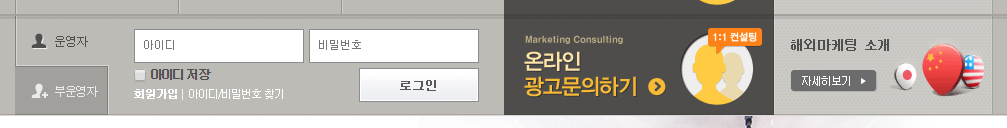 운영자
부운영자
아이디
비밀번호
아이디 저장
회원가입 | 아이디/비밀번호 찾기
로그인
Marketing Consulting
온라인
광고문의하기
1:1 컨설팅
해외마케팅 소개
자세히보기